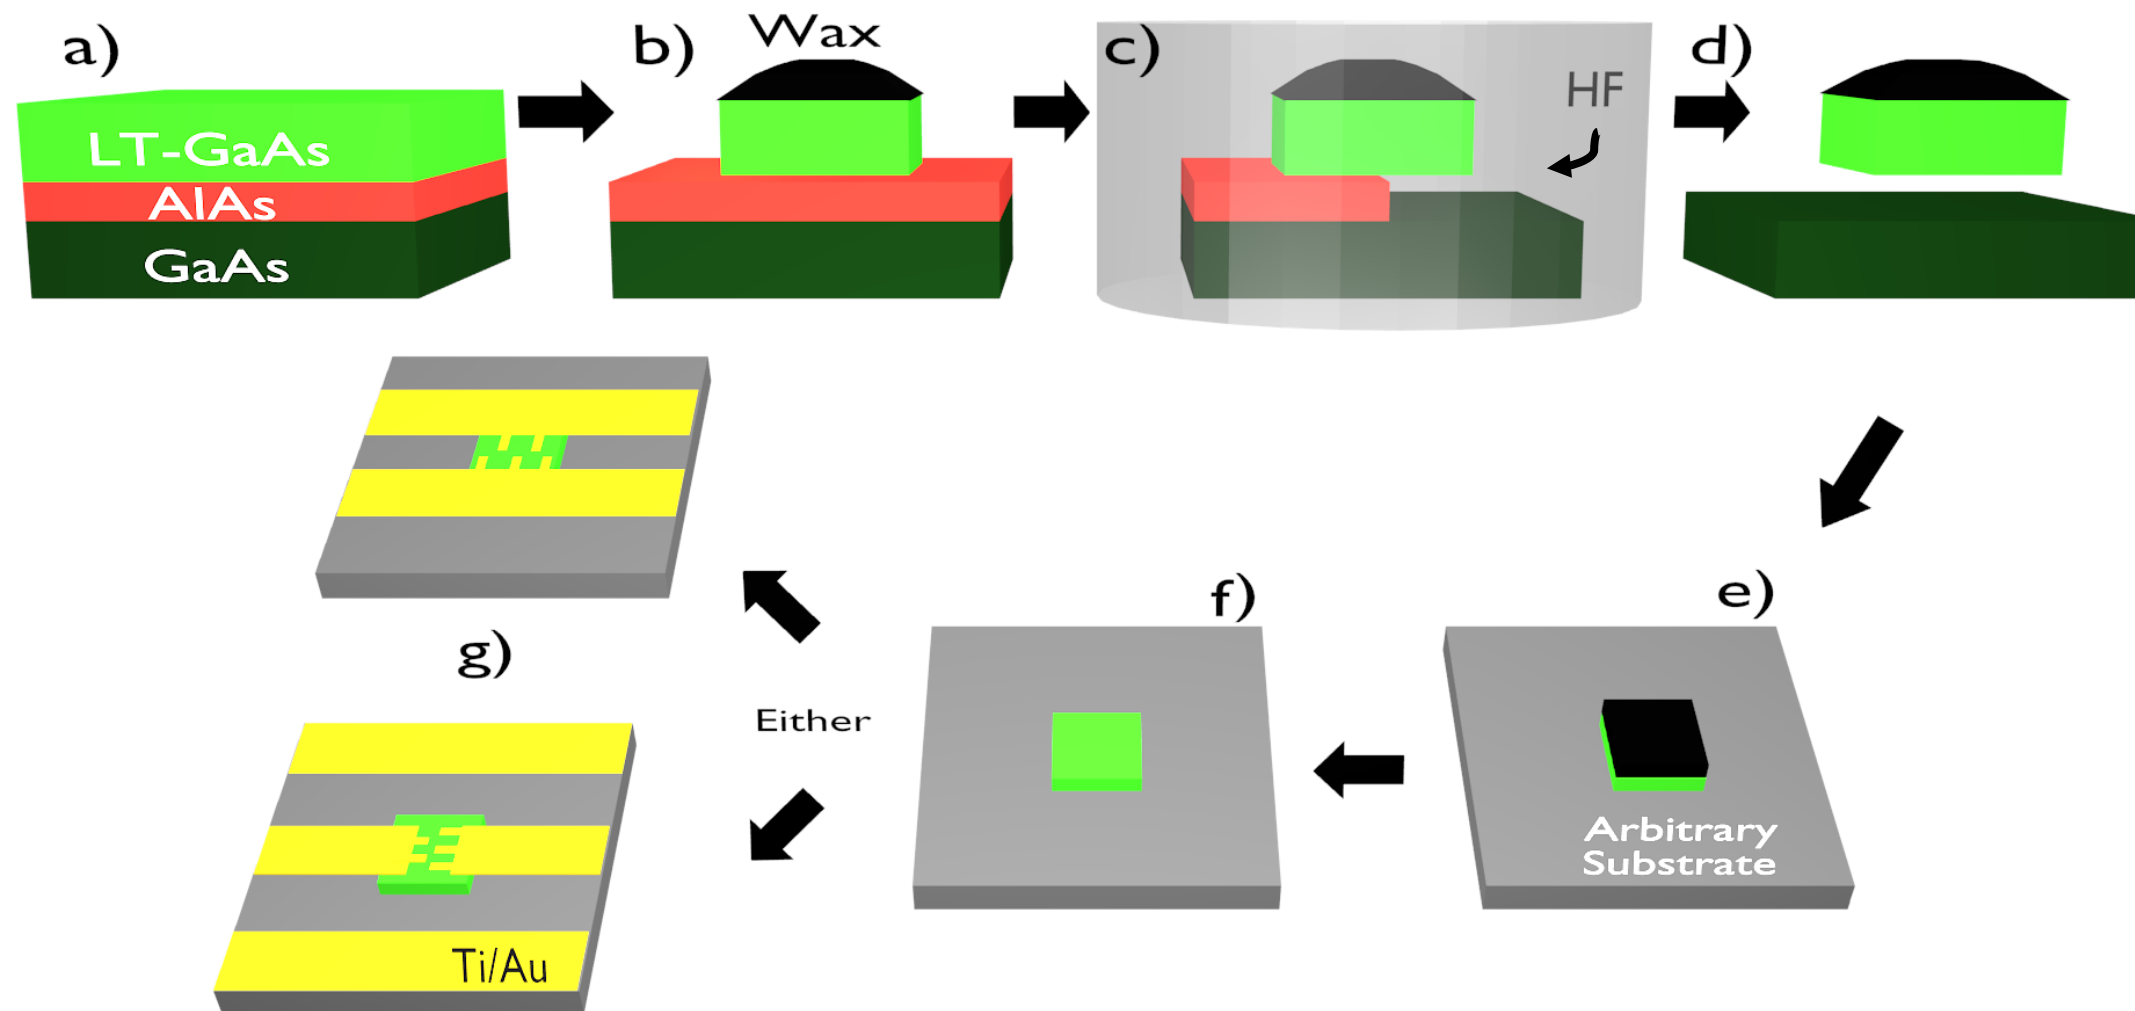 a)
b)
Wax
c)
HF
d)
LT-GaAs
AlAs
GaAs
g)
Either
f)
e)
Arbitrary
Substrate
Ti/Au